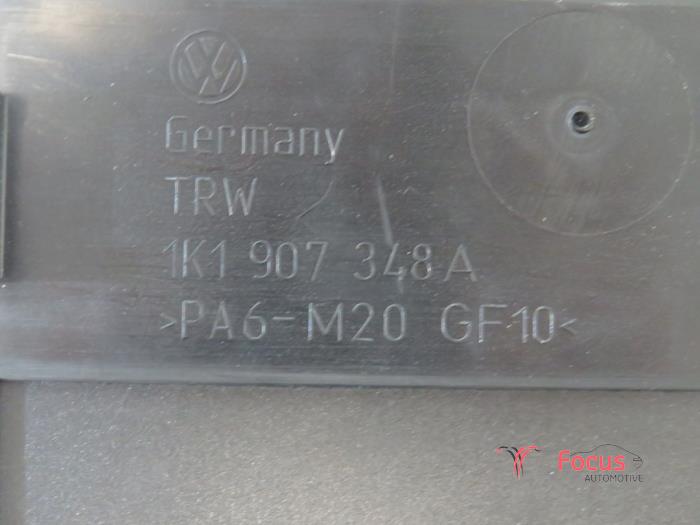 Germany
TRW
1K1 907 348 A
>PA6-M20 GF10<
Focus
AUTOMOTIVE